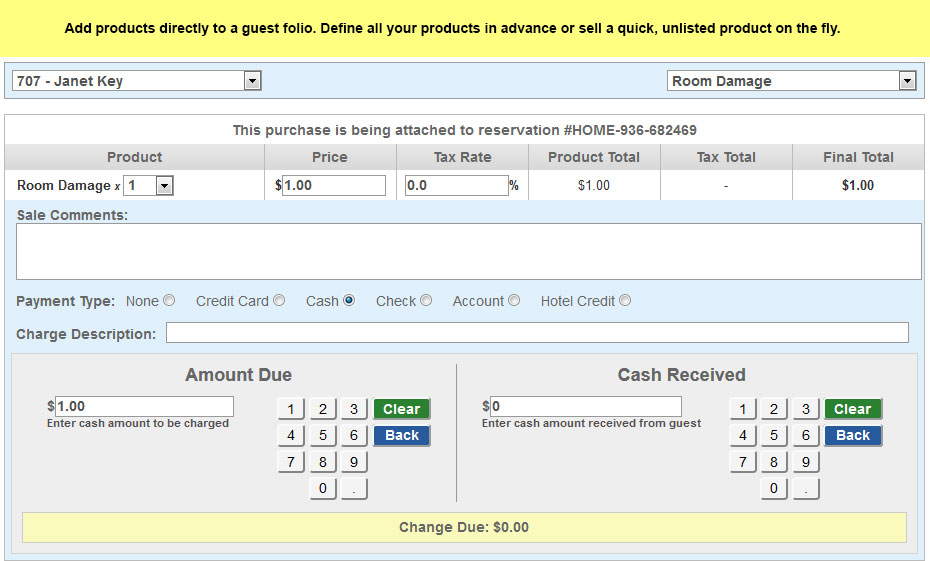 Add products directly to a guest folio. Define all your products in advance or sell a quick, unlisted product on the fly.
707 - Janet Key Room Damage
This purchase is being attached to reservation #HOME-936-682469
Product Price Tax Rate Product Total Tax Total Final Total
Room Damage x 1 $1.00 0.0 % $1.00 - $1.00
Sale Comments:
Payment Type: None Credit Card Cash Check Account Hotel Credit
Charge Description:
Amount Due Cash Received
$1.00 1 2 3 Clear $0 1 2 3 Clear
Enter cash amount to be charged Enter cash amount received from guest
4 5 6 Back 4 5 6 Back
7 8 9 7 8 9
0 . 0 .
Change Due: $0.00